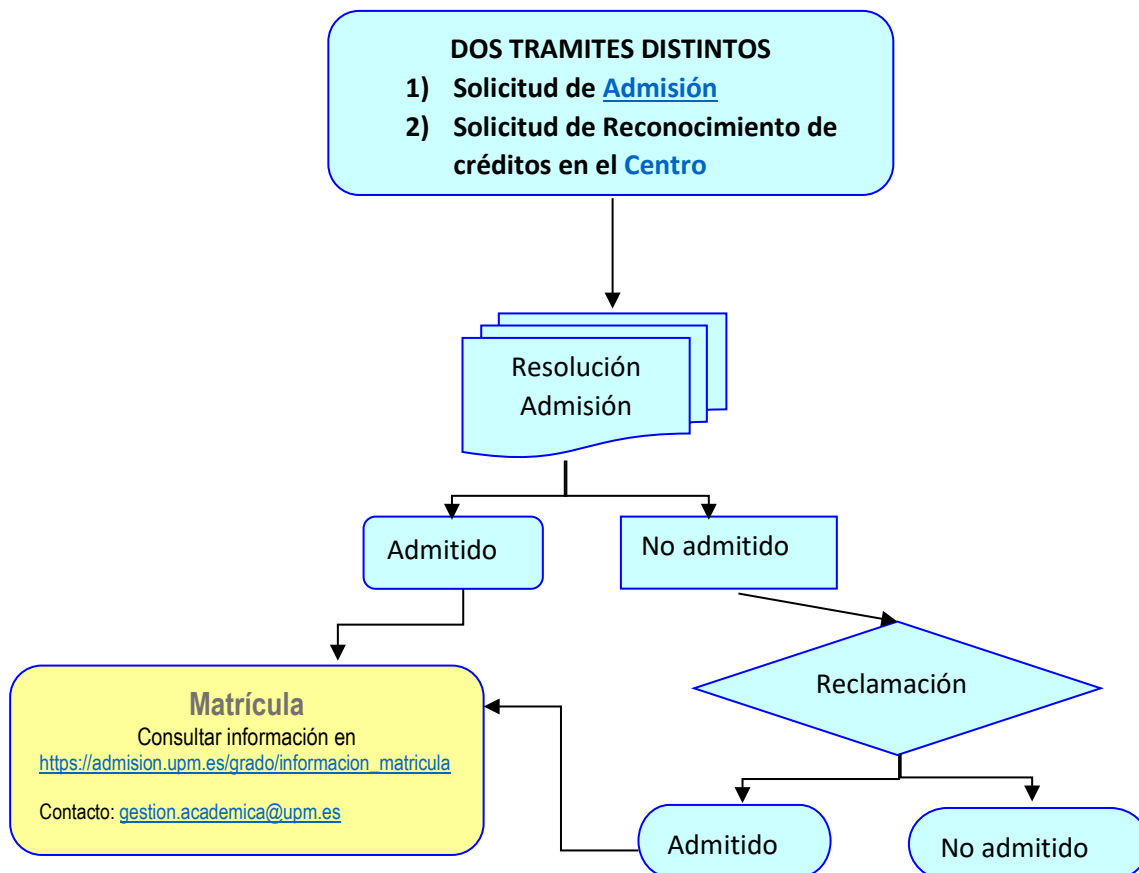 DOS TRAMITES DISTINTOS
1) Solicitud de Admisión
2) Solicitud de Reconocimiento de
créditos en el Centro
Resolución
Admisión
Admitido
No admitido
Reclamación
Matrícula
Consultar información en
https://admision.upm.es/grado/informacion_matricula
Contacto: gestion.academica@upm.es
Admitido
No admitido